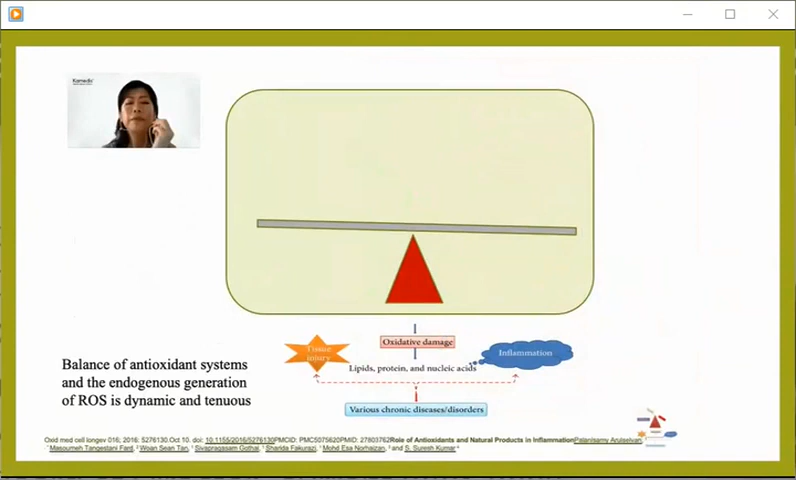 Kamedis
Balance of antioxidant systems
and the endogenous generation
of ROS is dynamic and tenuous
Tissue
injury
Oxidative damage
Inflammation
Lipids, protein, and nucleic acids
Various chronic diseases/disorders
Oxid med cell longev 016; 2016: 5276130.Oct 10. doi: 10.1155/2016/5276130PMCID: PMC5075620PMID: 27803762Role of Antioxidants and Natural Products in InflammationPalanisamy Arulselvan,
Masoumeh Tangestani Fard, Woan Sean Tan, Sivapragasam Gothai, Sharida Fakurazi, Mohd Esa Norhaizan, and S. Suresh Kumar